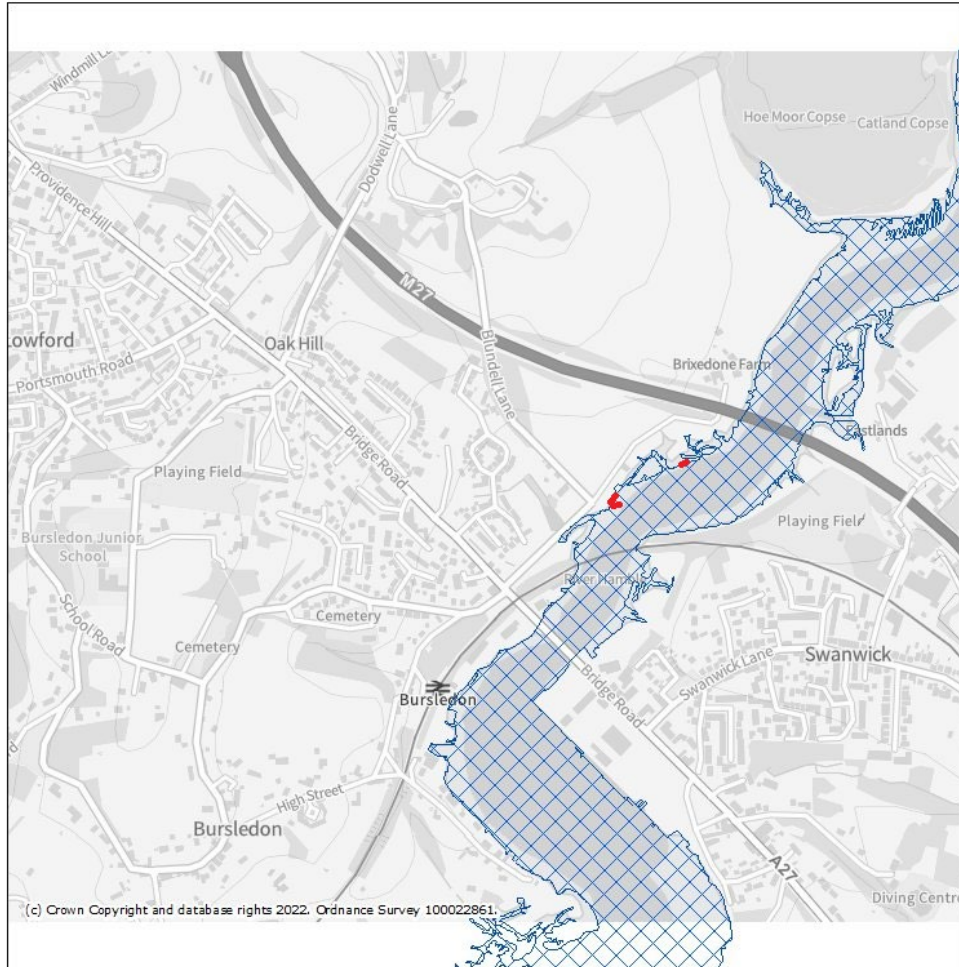 Windmill La
Hoe Moor Copse
Catland Copse
Dodwell Lane
Providence Hill
M27
Lowford
Oak Hill
Blundell Lane
Portsmouth Road
Brixedone Farm
Bridge Road
Eastlands
Playing Field
Playing Field
Bursledon Junior
School
River Hamble
School Road
Cemetery
Cemetery
Swanwick Lane
Swanwick
Bursledon
Bridge Road
High Street
Bursledon
A27
Diving Centr
(c) Crown Copyright and database rights 2022. Ordnance Survey 100022861.